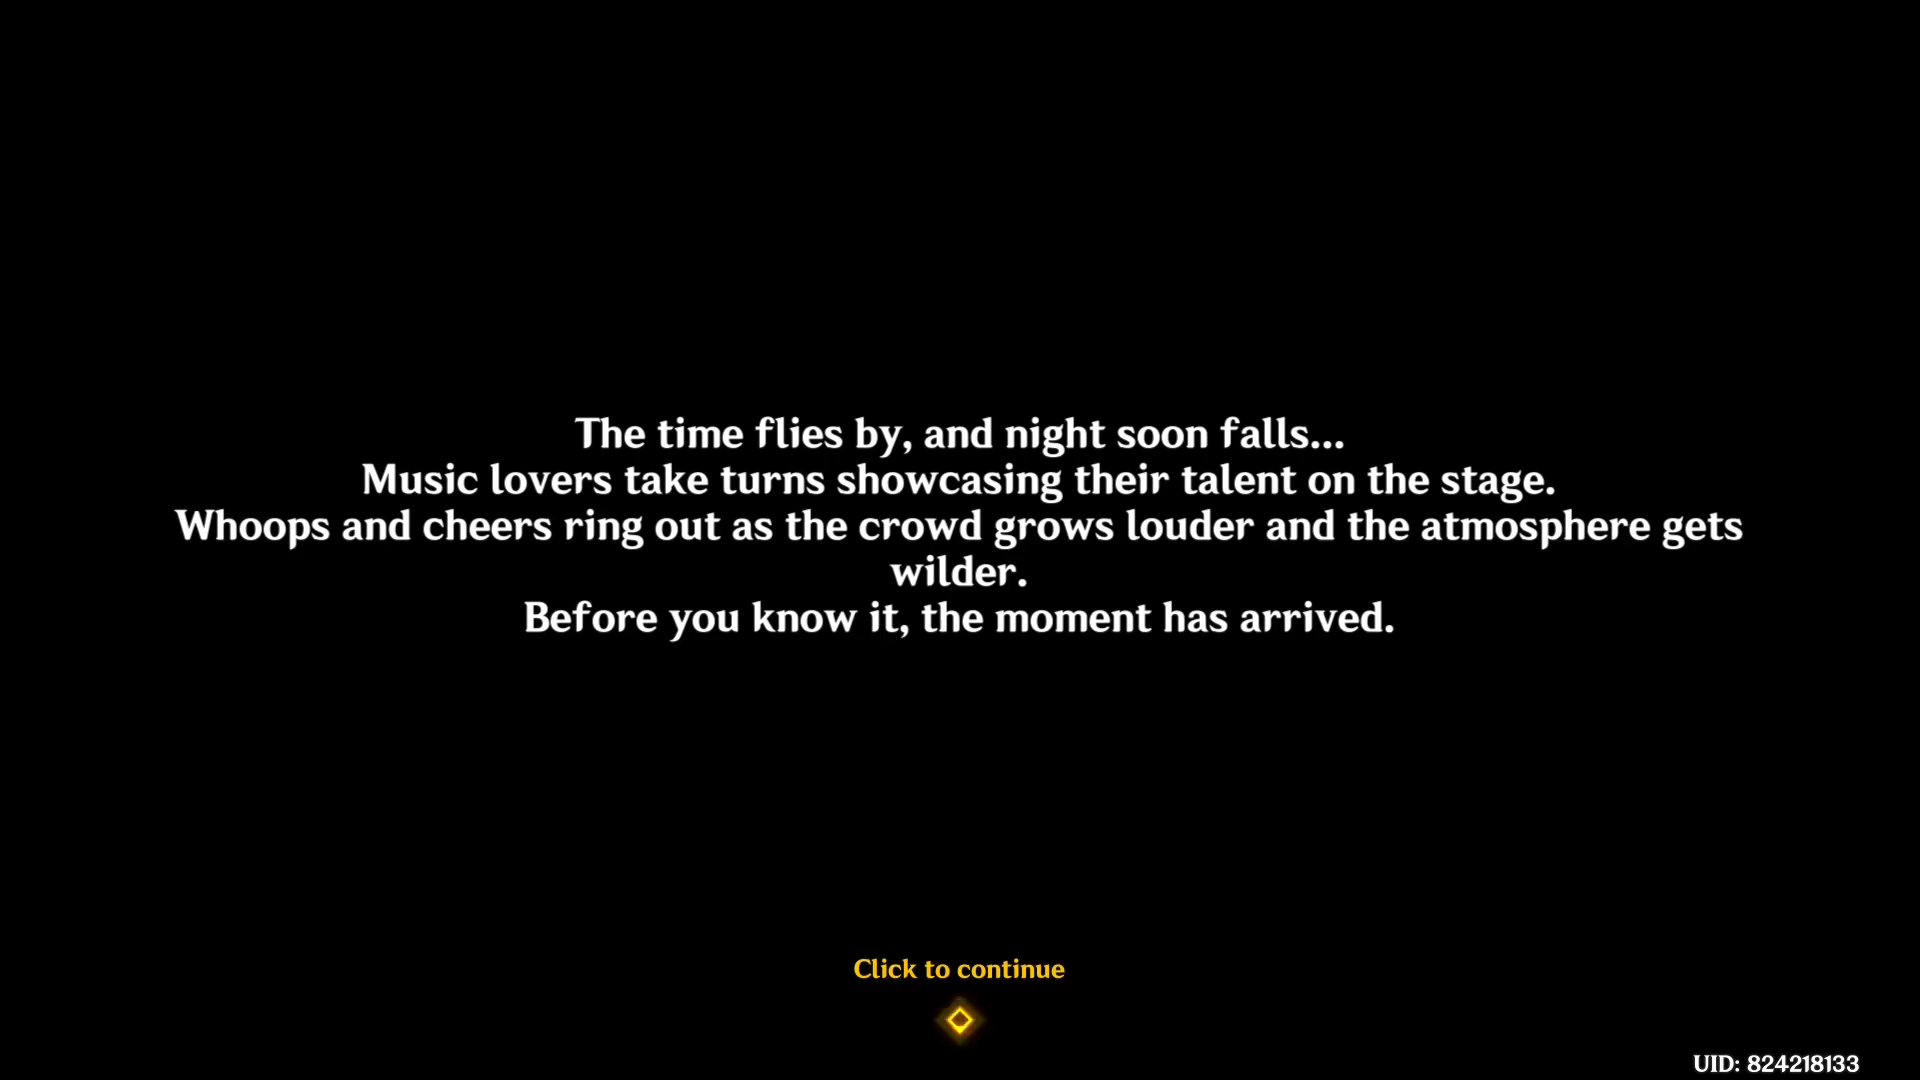 The time flies by, and night soon falls...
Music lovers take turns showcasing their talent on the stage.
Whoops and cheers ring out as the crowd grows louder and the atmosphere gets
wilder.
Before you know it, the moment has arrived.
Click to continue
UID: 824218133